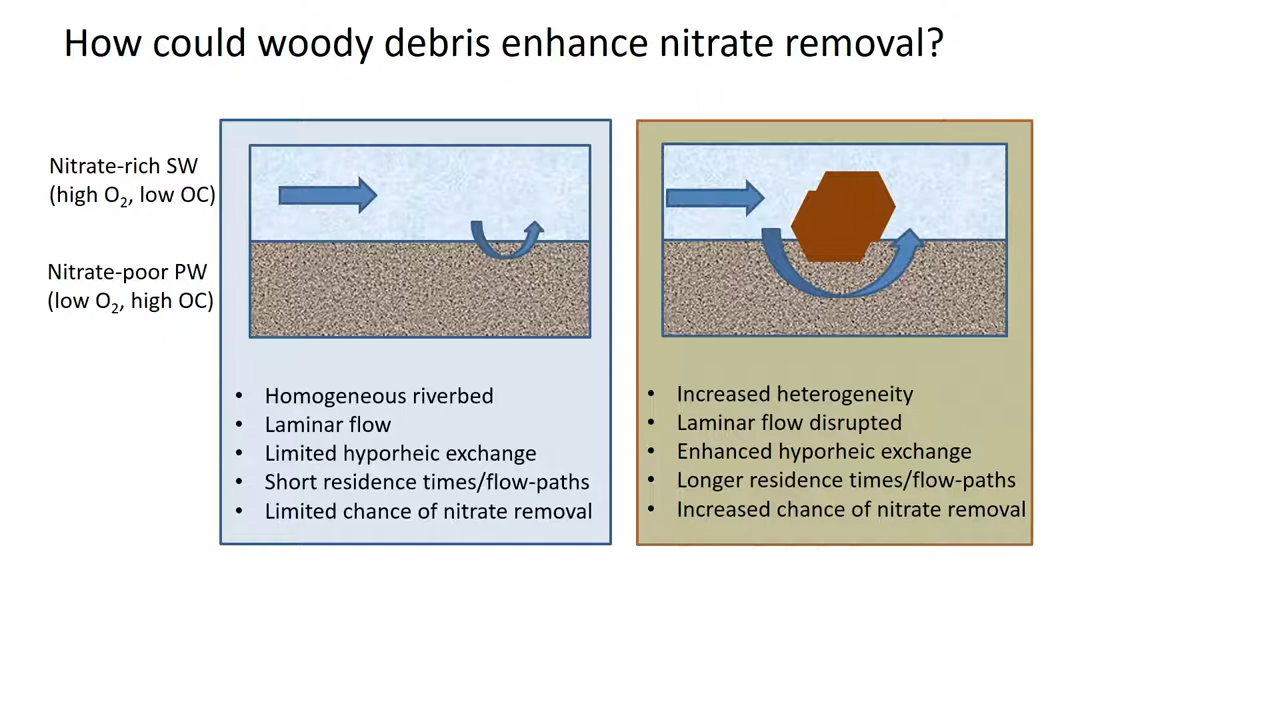 How could woody debris enhance nitrate removal?
Nitrate-rich SW
(high O₂, low OC)
Nitrate-poor PW
(low O₂, high OC)
• Homogeneous riverbed
• Laminar flow
• Limited hyporheic exchange
• Short residence times/flow-paths
• Limited chance of nitrate removal
• Increased heterogeneity
• Laminar flow disrupted
• Enhanced hyporheic exchange
• Longer residence times/flow-paths
• Increased chance of nitrate removal